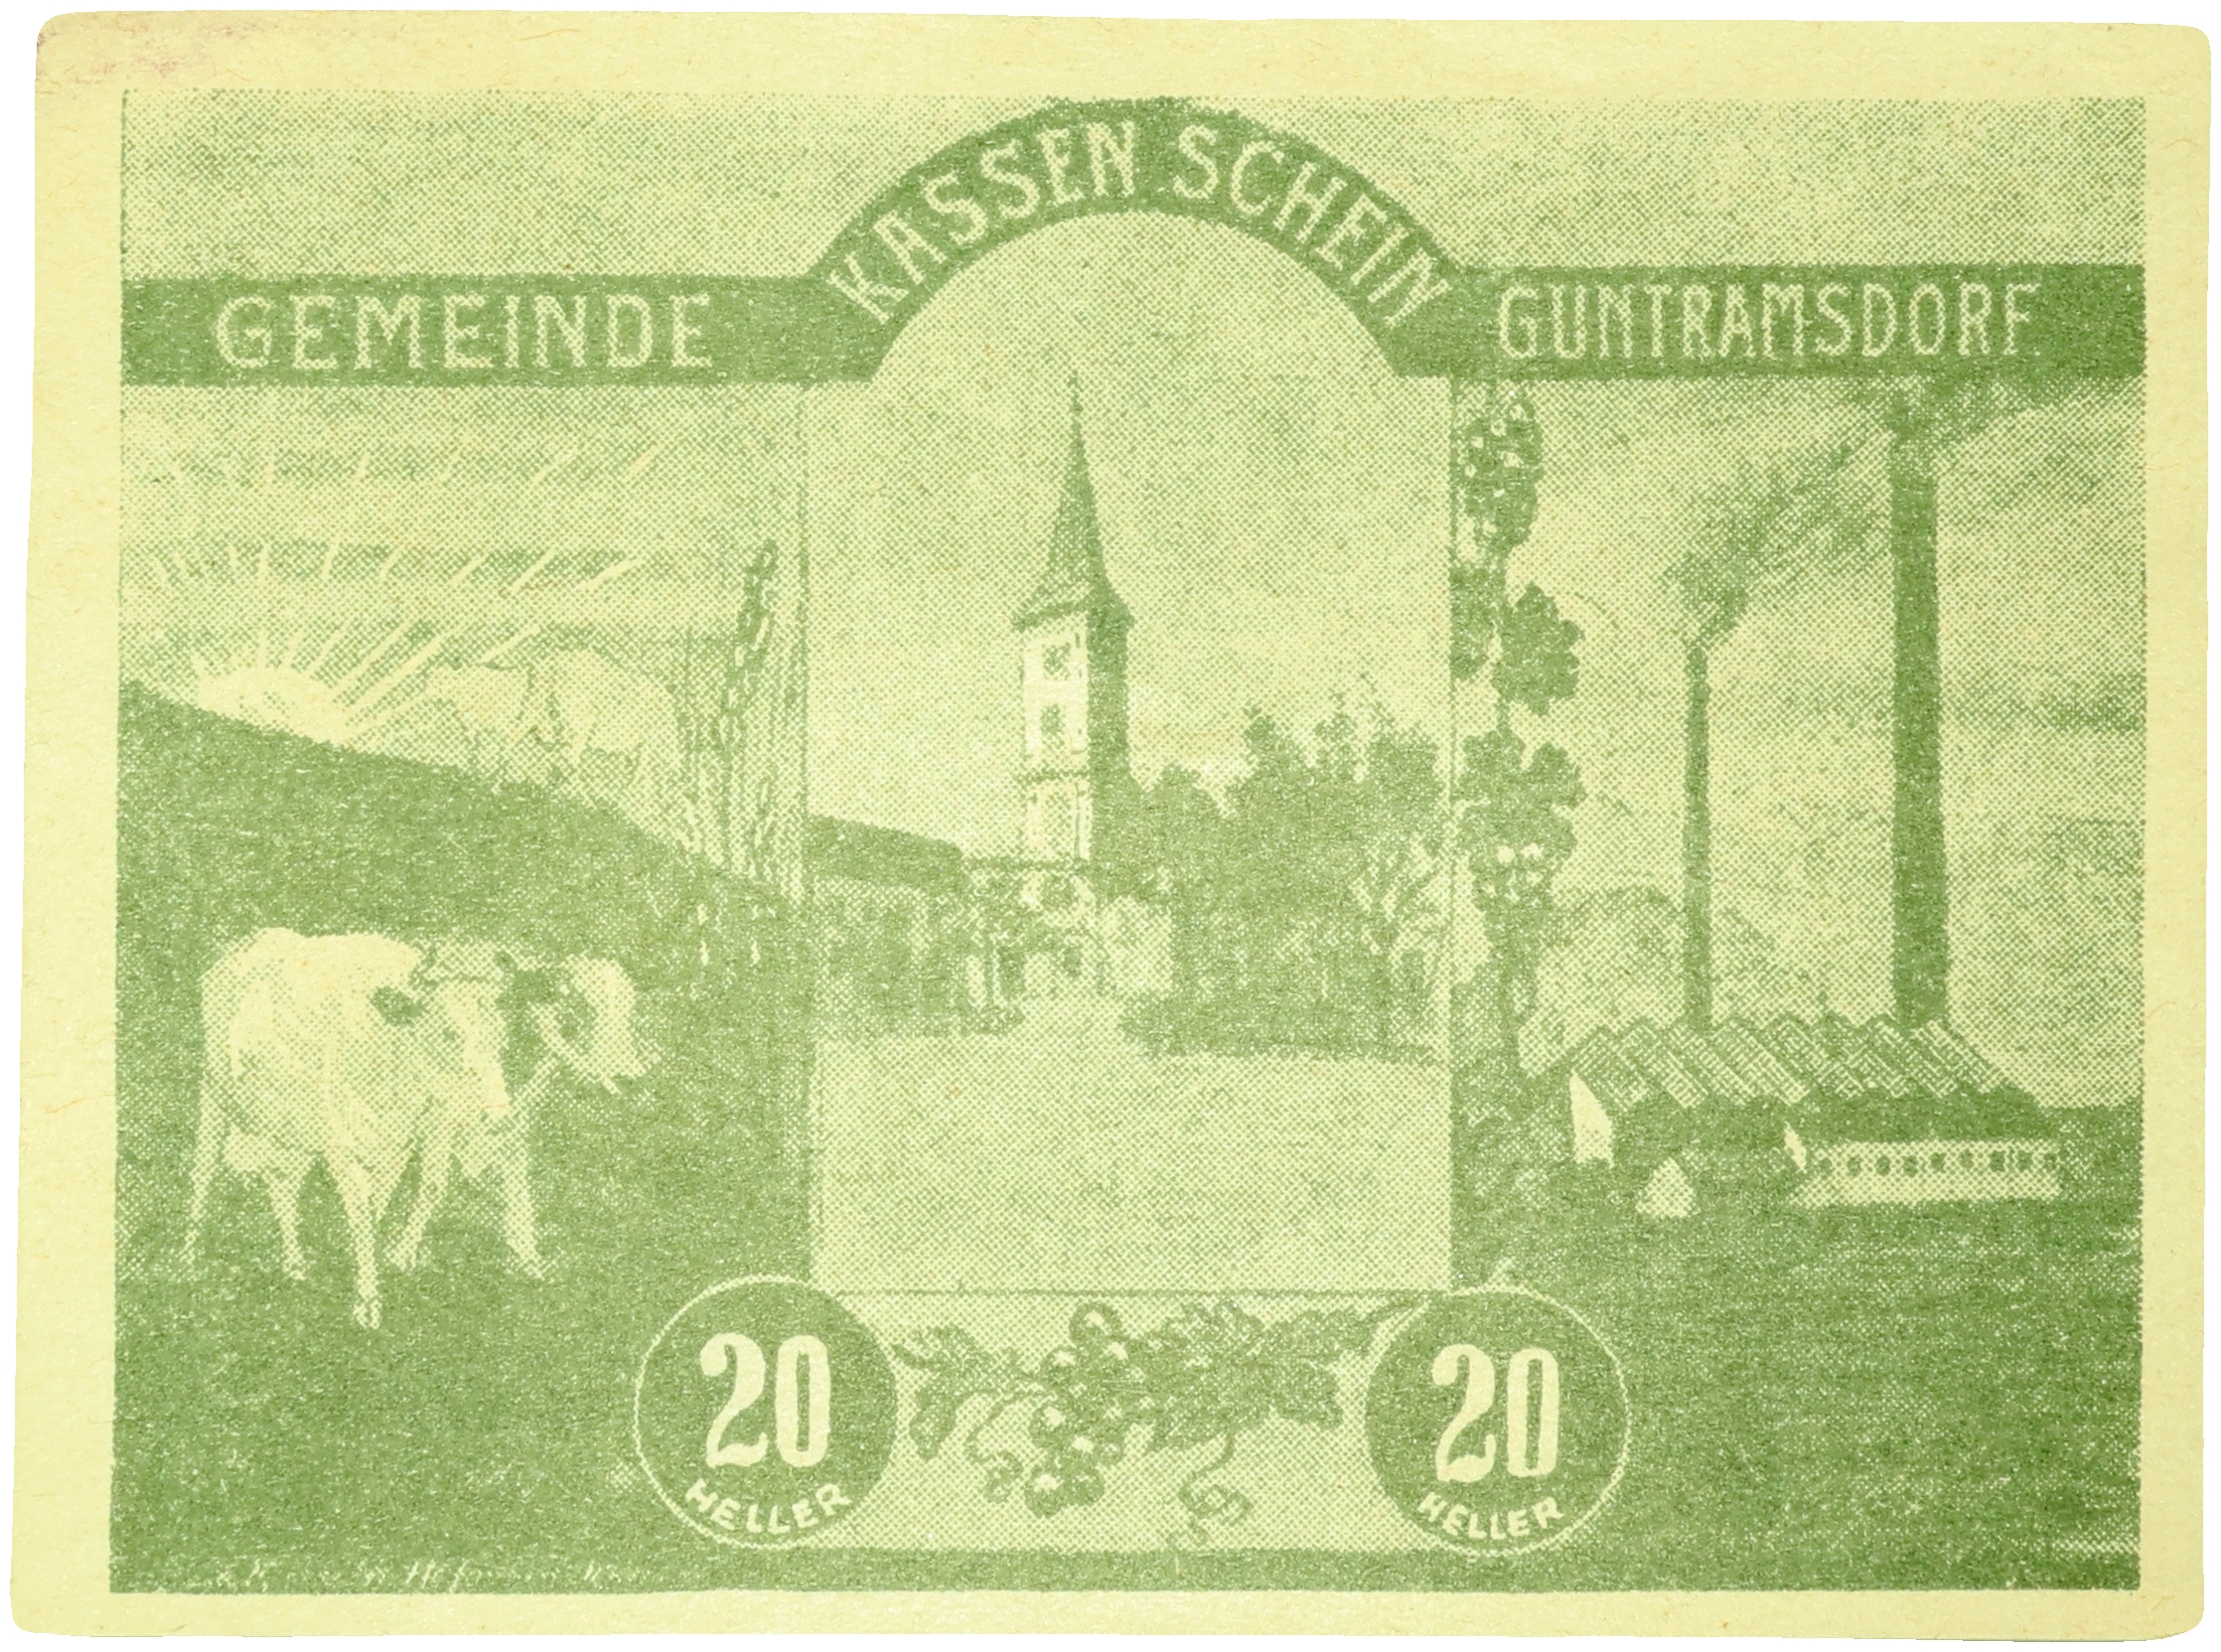 KASSEN SCHEIN
GEMEINDE
GUNTRAMSDORF.
20
HELLER
20
HELLER